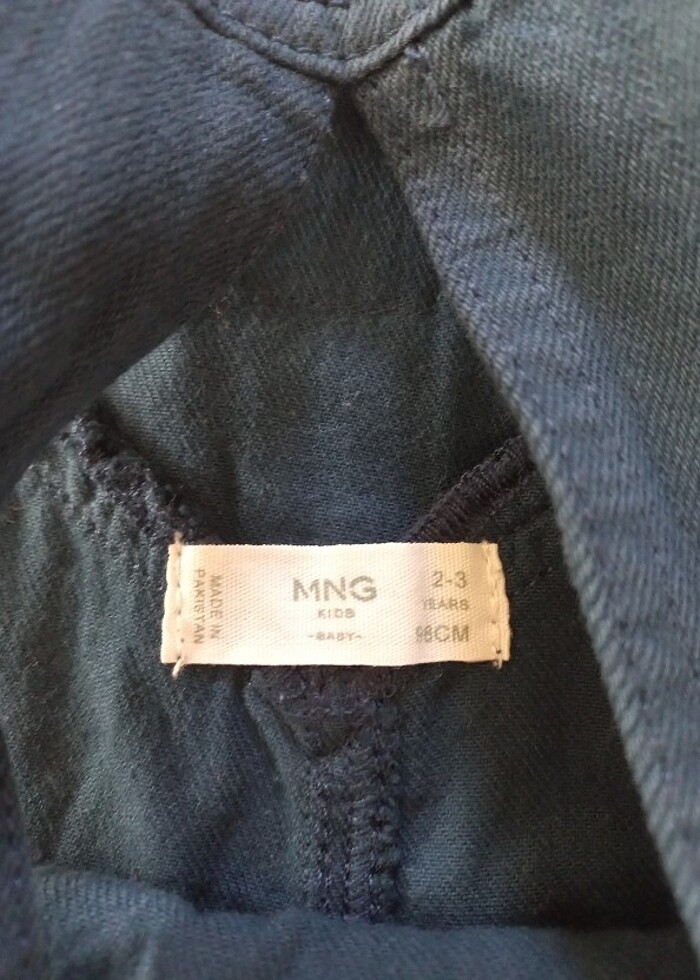 MADE IN
PAKISTAN
MNG
KIDS
-BABY-
2-3
YEARS
98CM